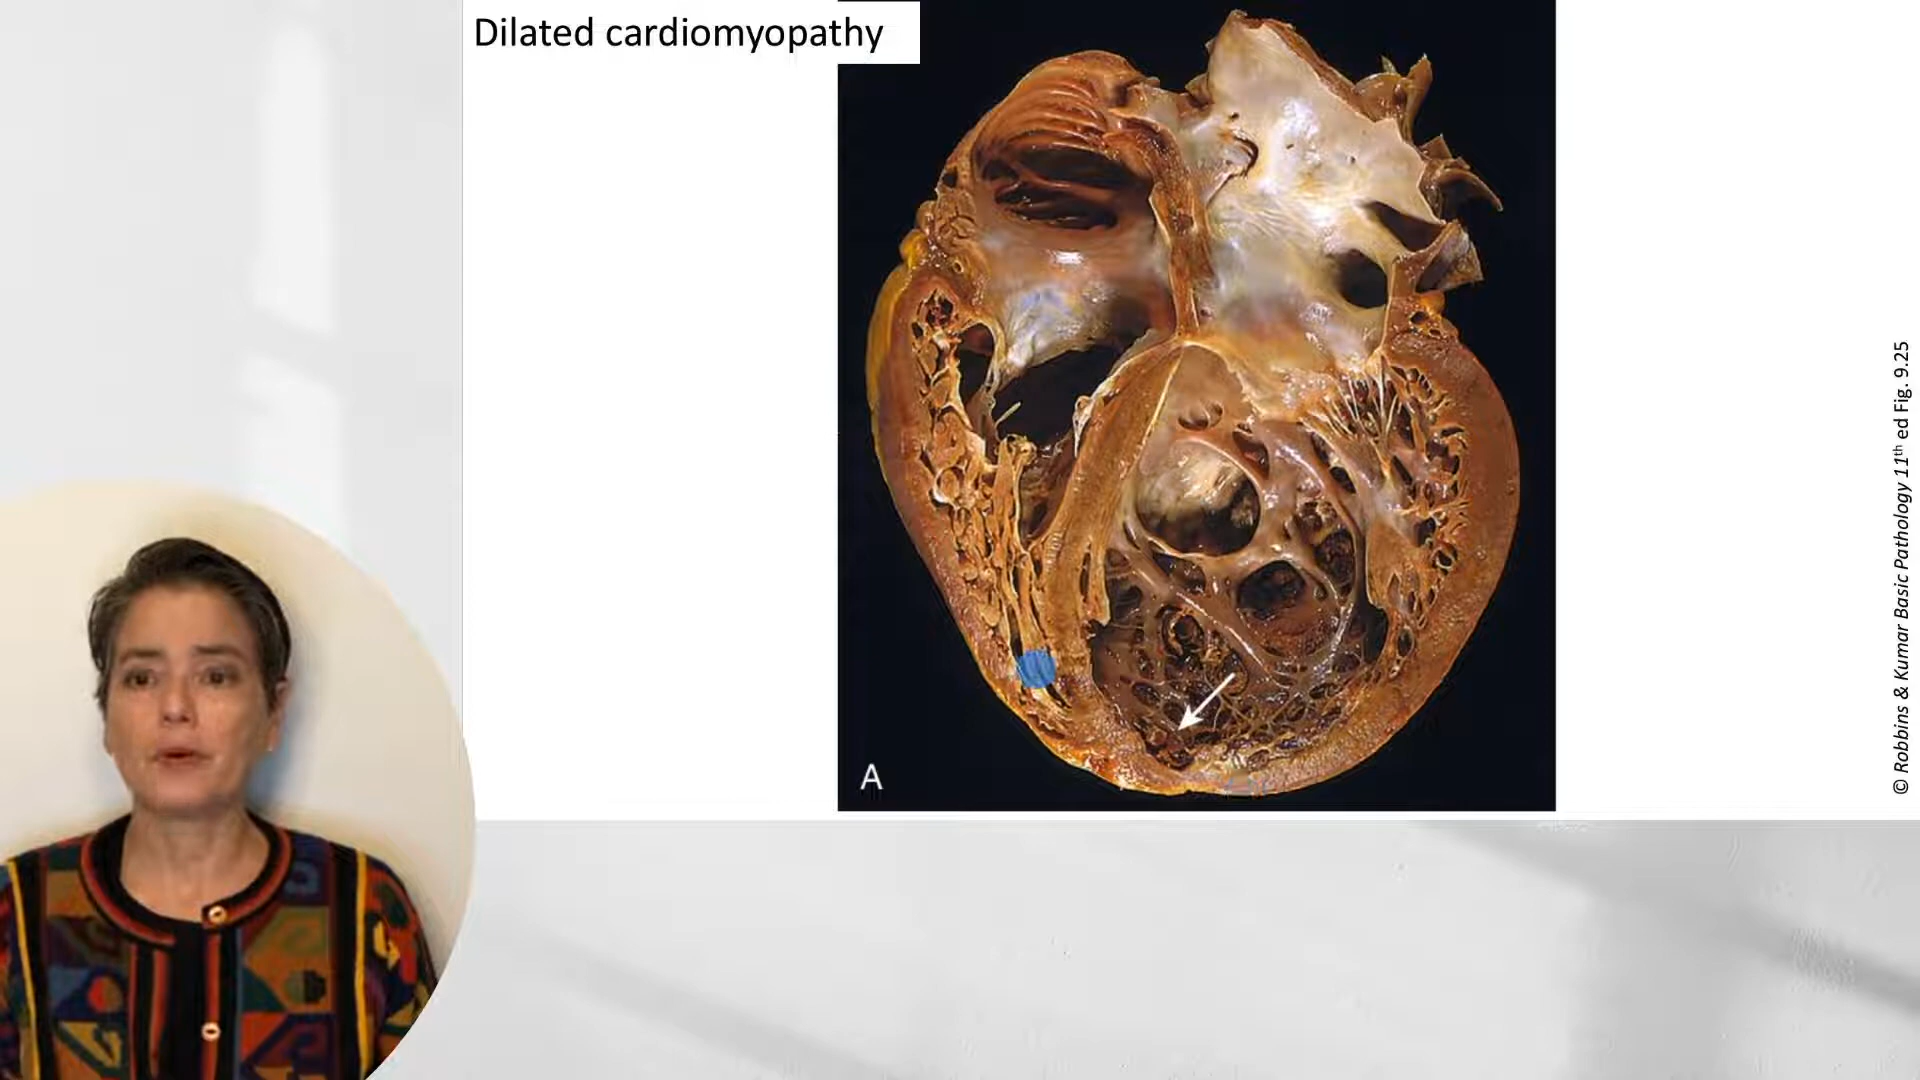 Dilated cardiomyopathy
A
© Robbins & Kumar Basic Pathology 11th ed Fig. 9.25